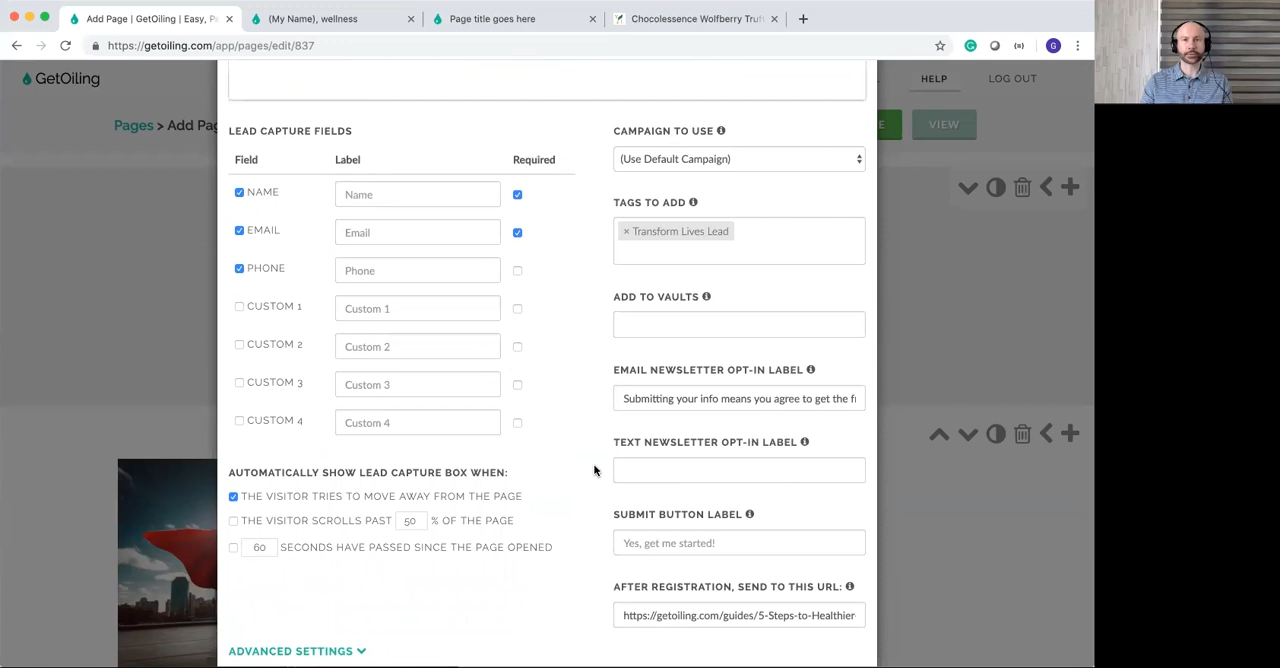 Add Page | GetOiling | Easy, P
(My Name), wellness
Page title goes here
Chocolessence Wolfberry Truf
https://getoiling.com/app/pages/edit/837
G
GetOiling
HELP
LOG OUT
Pages > Add Pag
E
VIEW
LEAD CAPTURE FIELDS
Field Label Required
NAME Name
EMAIL Email
PHONE Phone
CUSTOM 1 Custom 1
CUSTOM 2 Custom 2
CUSTOM 3 Custom 3
CUSTOM 4 Custom 4
AUTOMATICALLY SHOW LEAD CAPTURE BOX WHEN:
THE VISITOR TRIES TO MOVE AWAY FROM THE PAGE
THE VISITOR SCROLLS PAST 50 % OF THE PAGE
60 SECONDS HAVE PASSED SINCE THE PAGE OPENED
ADVANCED SETTINGS
CAMPAIGN TO USE
(Use Default Campaign)
TAGS TO ADD
× Transform Lives Lead
ADD TO VAULTS
EMAIL NEWSLETTER OPT-IN LABEL
Submitting your info means you agree to get the fr
TEXT NEWSLETTER OPT-IN LABEL
SUBMIT BUTTON LABEL
Yes, get me started!
AFTER REGISTRATION, SEND TO THIS URL:
https://getoiling.com/guides/5-Steps-to-Healthier-